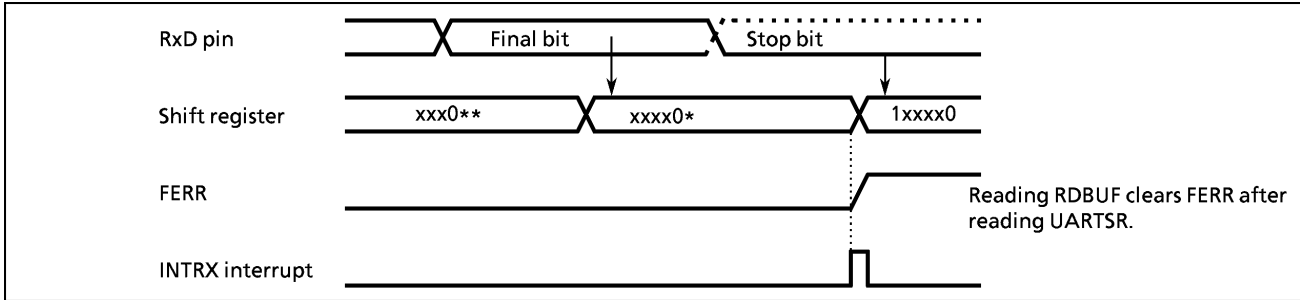 RxD pin
Final bit
Stop bit
Shift register
xxx0**
xxxx0*
1xxxx0
FERR
Reading RDBUF clears FERR after
reading UARTSR.
INTRX interrupt